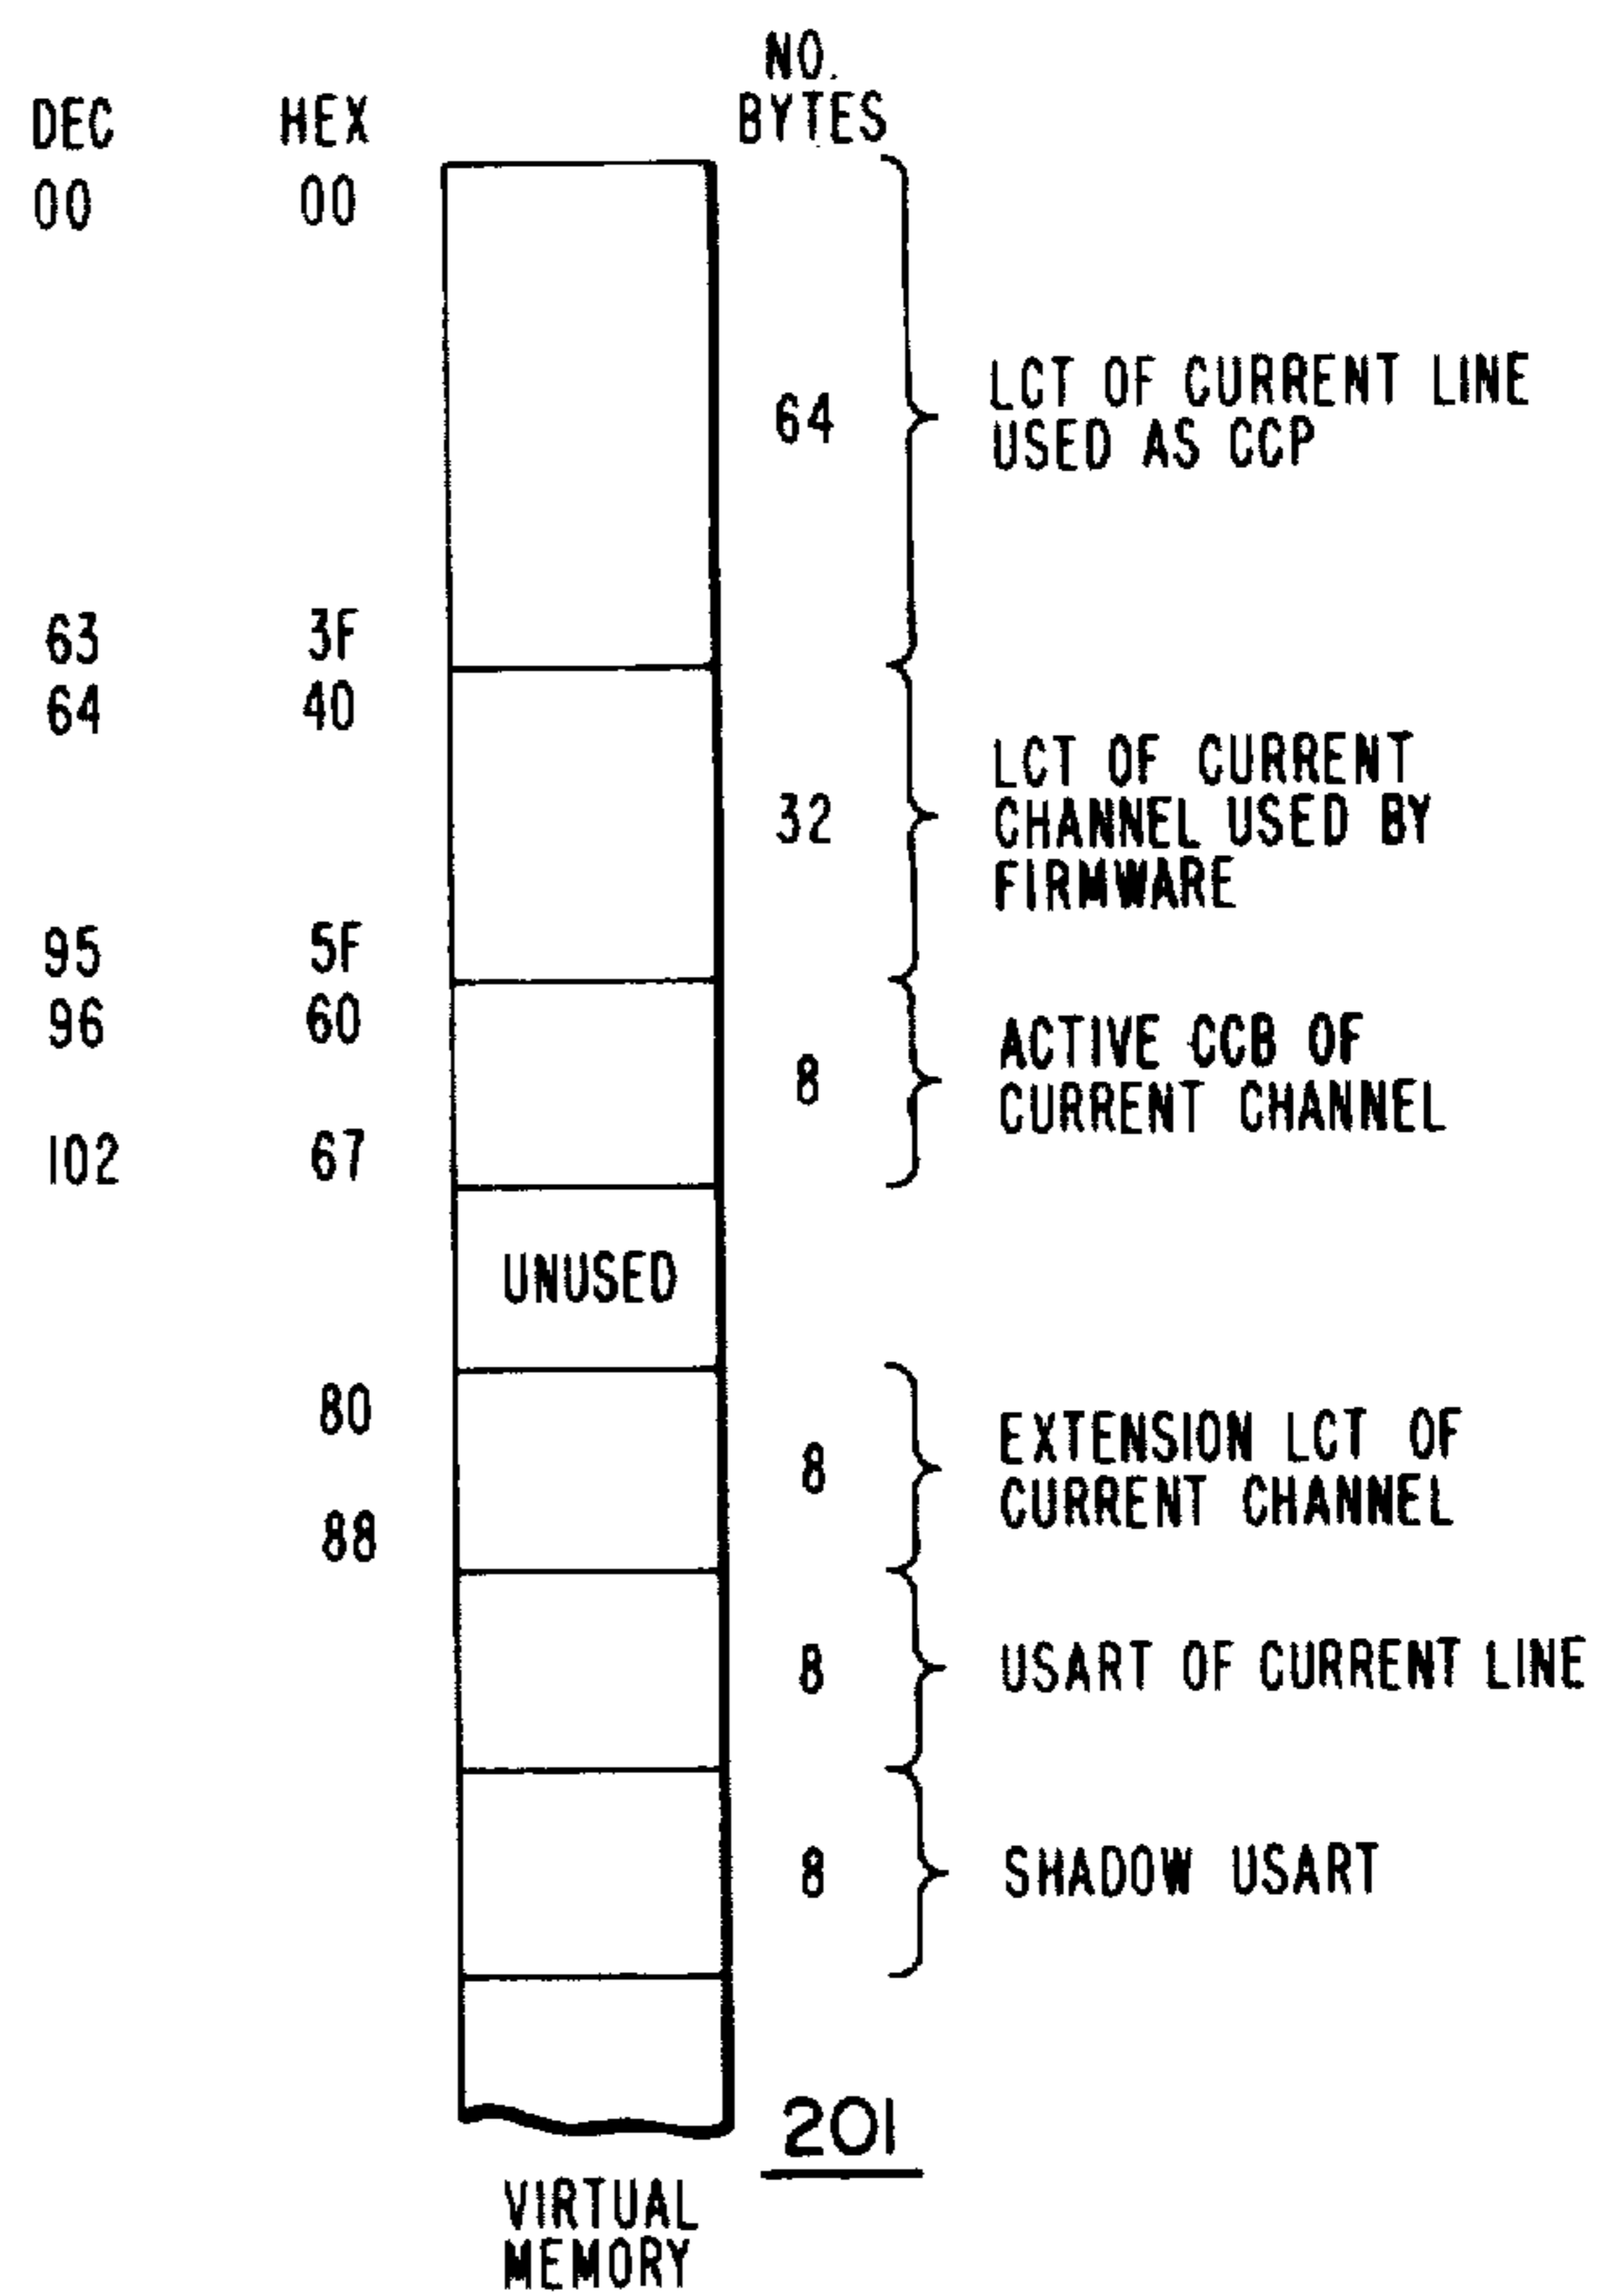 NO.
BYTES
DEC HEX
00 00
64
LCT OF CURRENT LINE
USED AS CCP
63 3F
64 40
32
LCT OF CURRENT
CHANNEL USED BY
FIRMWARE
95 5F
96 60
8
ACTIVE CCB OF
CURRENT CHANNEL
102 67
UNUSED
80
8
EXTENSION LCT OF
CURRENT CHANNEL
88
8 USART OF CURRENT LINE
8 SHADOW USART
201
VIRTUAL
MEMORY